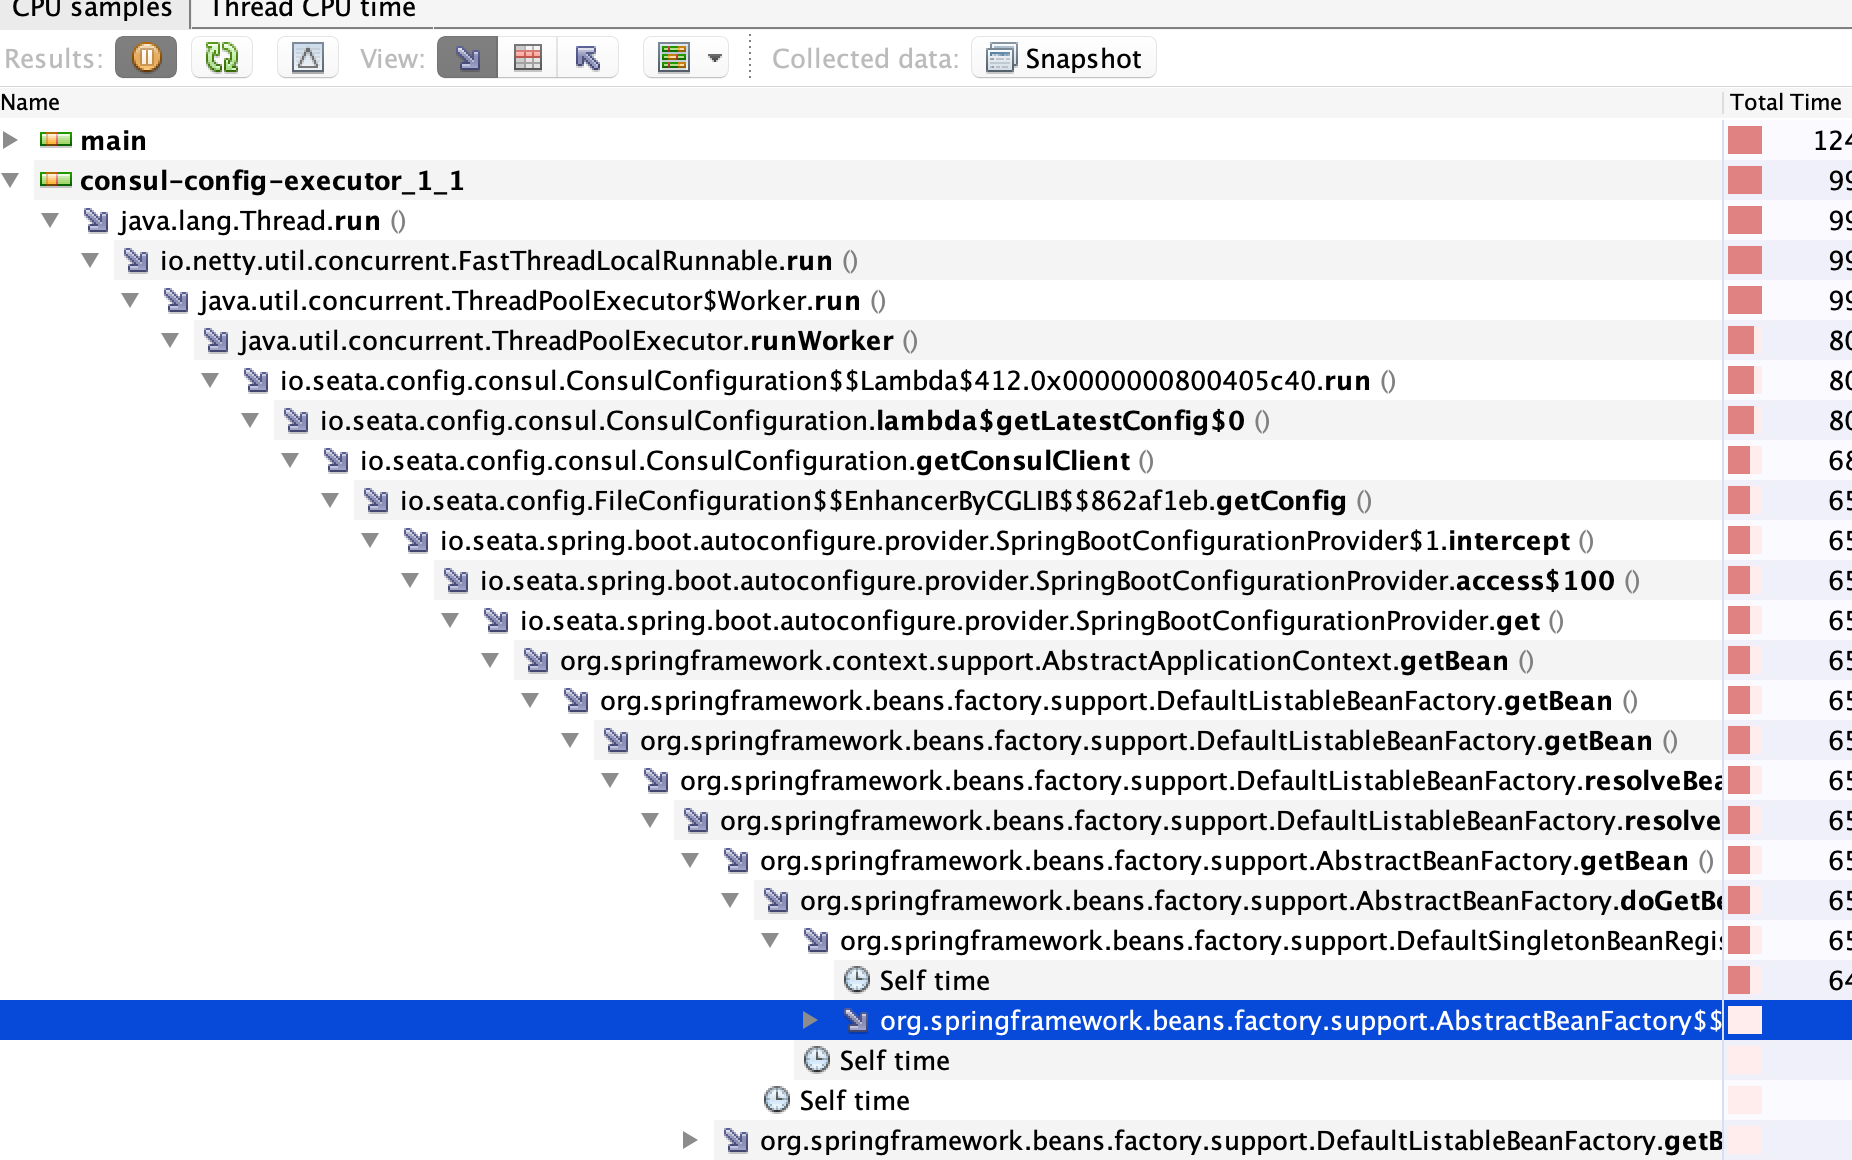 CPU samples Thread CPU time
Results: View: Collected data: Snapshot
Name Total Time
main 124
consul-config-executor_1_1 99
java.lang.Thread.run () 99
io.netty.util.concurrent.FastThreadLocalRunnable.run () 99
java.util.concurrent.ThreadPoolExecutor$Worker.run () 99
java.util.concurrent.ThreadPoolExecutor.runWorker () 80
io.seata.config.consul.ConsulConfiguration$$Lambda$412.0x0000000800405c40.run () 80
io.seata.config.consul.ConsulConfiguration.lambda$getLatestConfig$0 () 80
io.seata.config.consul.ConsulConfiguration.getConsulClient () 68
io.seata.config.FileConfiguration$$EnhancerByCGLIB$$862af1eb.getConfig () 65
io.seata.spring.boot.autoconfigure.provider.SpringBootConfigurationProvider$1.intercept () 65
io.seata.spring.boot.autoconfigure.provider.SpringBootConfigurationProvider.access$100 () 65
io.seata.spring.boot.autoconfigure.provider.SpringBootConfigurationProvider.get () 65
org.springframework.context.support.AbstractApplicationContext.getBean () 65
org.springframework.beans.factory.support.DefaultListableBeanFactory.getBean () 65
org.springframework.beans.factory.support.DefaultListableBeanFactory.getBean () 65
org.springframework.beans.factory.support.DefaultListableBeanFactory.resolveBea 65
org.springframework.beans.factory.support.DefaultListableBeanFactory.resolve 65
org.springframework.beans.factory.support.AbstractBeanFactory.getBean () 65
org.springframework.beans.factory.support.AbstractBeanFactory.doGetBe 65
org.springframework.beans.factory.support.DefaultSingletonBeanRegis 65
Self time 64
org.springframework.beans.factory.support.AbstractBeanFactory$$
Self time
Self time
org.springframework.beans.factory.support.DefaultListableBeanFactory.getB